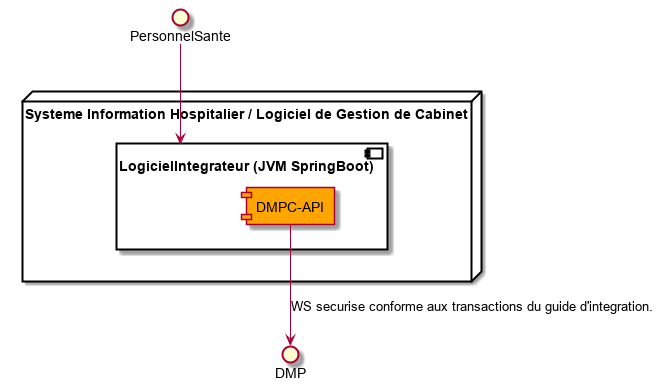 PersonnelSante
Systeme Information Hospitalier / Logiciel de Gestion de Cabinet
LogicielIntegrateur (JVM SpringBoot)
DMPC-API
WS securise conforme aux transactions du guide d'integration.
DMP